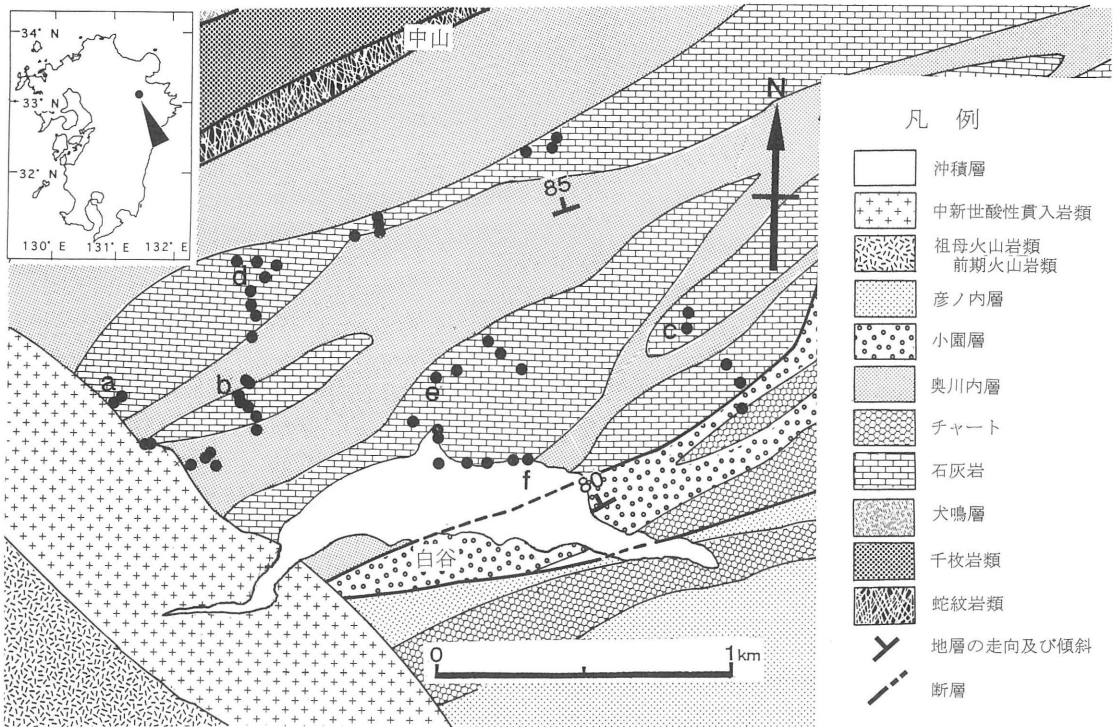 34° N
33° N
32° N
130° E
131° E
132° E
中山
N
85
d
a
b
c
e
f
80
白谷
0
1 km
凡 例
沖積層
中新世酸性貫入岩類
祖母火山岩類
前期火山岩類
彦ノ内層
小園層
奥川内層
チャート
石灰岩
犬鳴層
千枚岩類
蛇紋岩類
地層の走向及び傾斜
断層